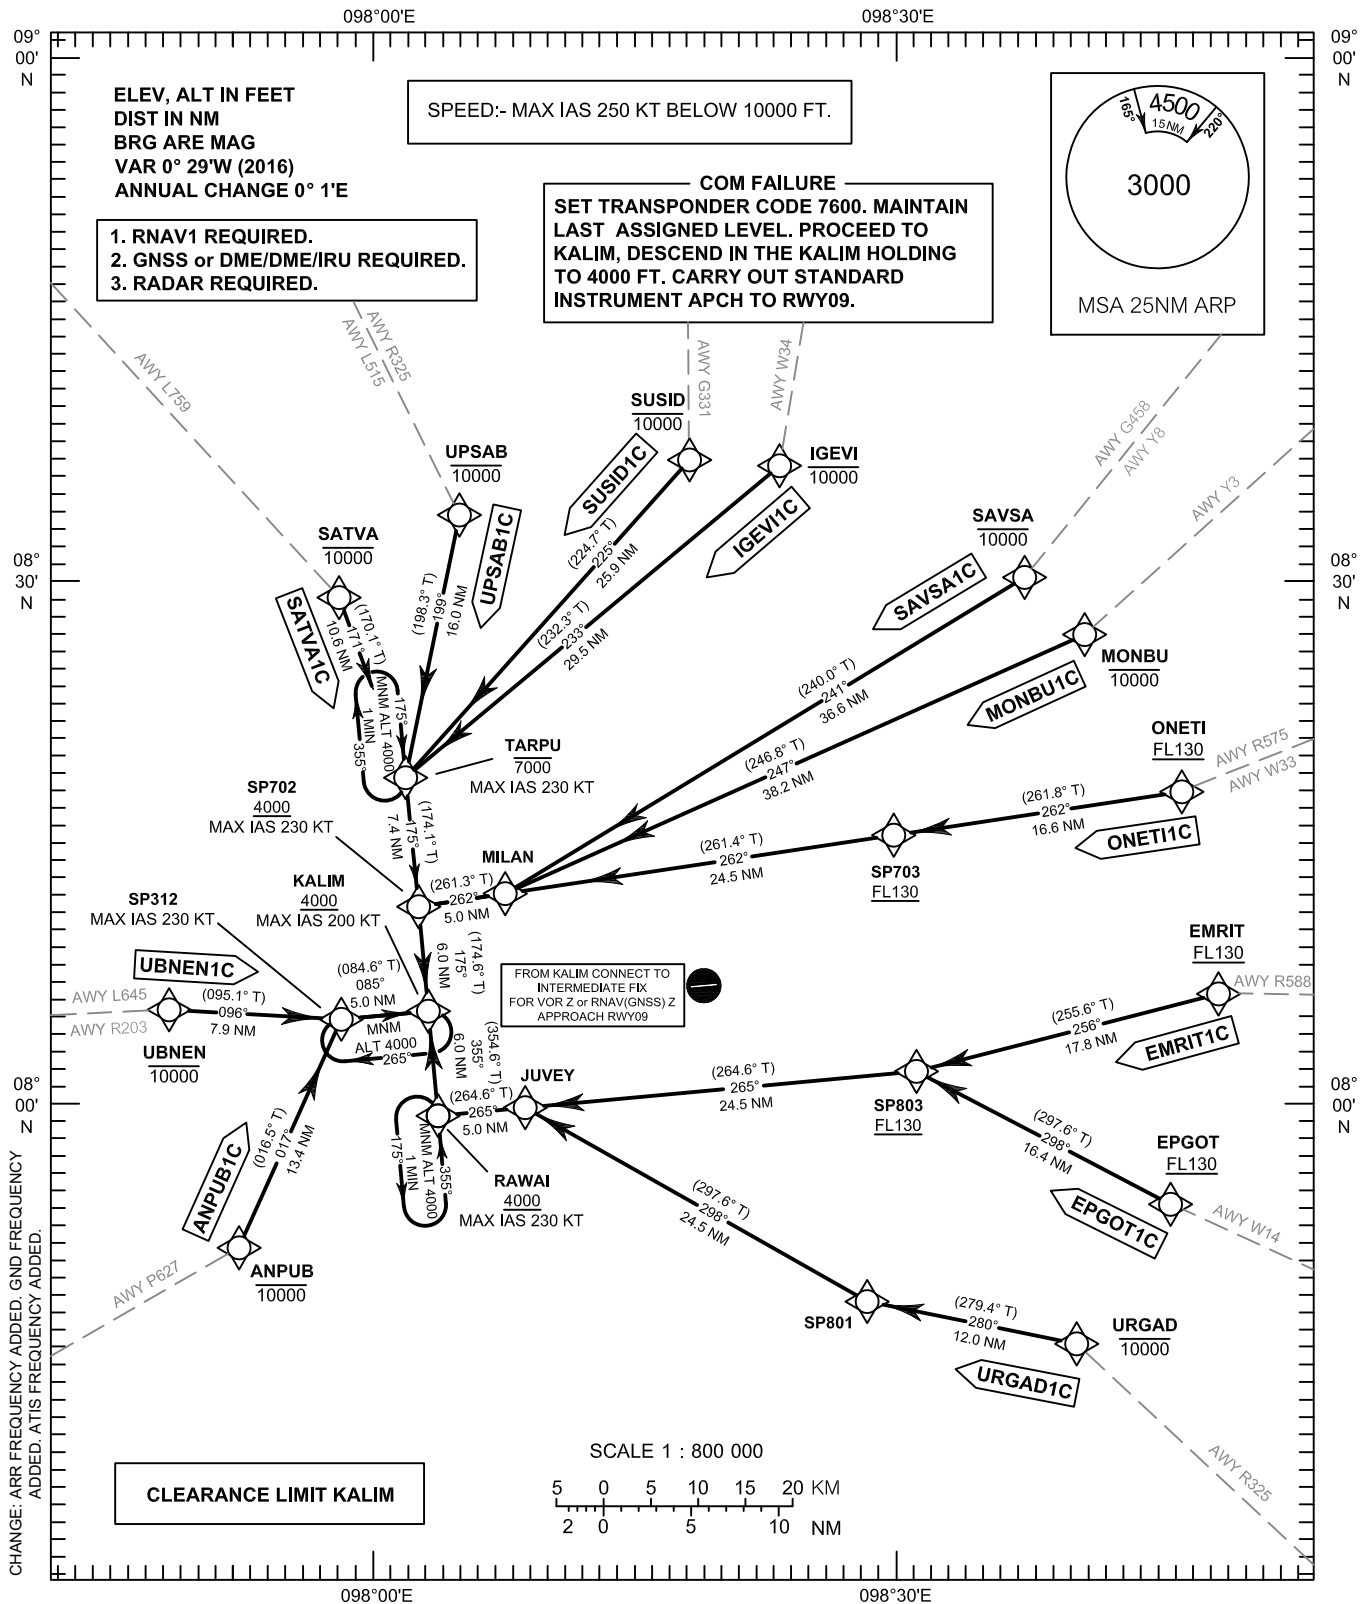 098°00'E
098°30'E
09°
00'
N
09°
00'
N
ELEV, ALT IN FEET
DIST IN NM
BRG ARE MAG
VAR 0° 29'W (2016)
ANNUAL CHANGE 0° 1'E
SPEED:- MAX IAS 250 KT BELOW 10000 FT.
165°
4500
15NM
220°
3000
MSA 25NM ARP
1. RNAV1 REQUIRED.
2. GNSS or DME/DME/IRU REQUIRED.
3. RADAR REQUIRED.
COM FAILURE
SET TRANSPONDER CODE 7600. MAINTAIN
LAST ASSIGNED LEVEL. PROCEED TO
KALIM, DESCEND IN THE KALIM HOLDING
TO 4000 FT. CARRY OUT STANDARD
INSTRUMENT APCH TO RWY09.
AWY L759
AWY R325
AWY L515
AWY G331
AWY W34
AWY G458
AWY Y8
AWY Y3
SUSID
10000
SUSID1C
IGEVI
10000
IGEVI1C
UPSAB
10000
UPSAB1C
SATVA
10000
SATVA1C
SAVSA
10000
SAVSA1C
08°
30'
N
08°
30'
N
(170.1° T)
171°
10.6 NM
(198.3° T)
199°
16.0 NM
(224.7° T)
225°
25.9 NM
(232.3° T)
233°
29.5 NM
(240.0° T)
241°
36.6 NM
MONBU
10000
MONBU1C
(246.8° T)
247°
38.2 NM
175°
MNM ALT 4000
1 MIN
355°
TARPU
7000
MAX IAS 230 KT
ONETI
FL130
AWY R575
AWY W33
ONETI1C
(261.8° T)
262°
16.6 NM
SP703
FL130
(261.4° T)
262°
24.5 NM
SP702
4000
MAX IAS 230 KT
(174.1° T)
175°
7.4 NM
MILAN
(261.3° T)
262°
5.0 NM
KALIM
4000
MAX IAS 200 KT
(174.6° T)
175°
6.0 NM
SP312
MAX IAS 230 KT
UBNEN1C
AWY L645
AWY R203
(095.1° T)
096°
7.9 NM
UBNEN
10000
(084.6° T)
085°
5.0 NM
MNM
ALT 4000
265°
FROM KALIM CONNECT TO
INTERMEDIATE FIX
FOR VOR Z or RNAV(GNSS) Z
APPROACH RWY09
EMRIT
FL130
AWY R588
EMRIT1C
(255.6° T)
256°
17.8 NM
(354.6° T)
355°
6.0 NM
JUVEY
(264.6° T)
265°
5.0 NM
(264.6° T)
265°
24.5 NM
SP803
FL130
08°
00'
N
08°
00'
N
(297.6° T)
298°
16.4 NM
EPGOT
FL130
EPGOT1C
AWY W14
175°
1 MIN
MNM ALT 4000
355°
RAWAI
4000
MAX IAS 230 KT
(016.5° T)
017°
13.4 NM
ANPUB1C
ANPUB
10000
AWY P627
(297.6° T)
298°
24.5 NM
SP801
(279.4° T)
280°
12.0 NM
URGAD
10000
URGAD1C
AWY R325
CLEARANCE LIMIT KALIM
SCALE 1 : 800 000
5 0 5 10 15 20 KM
2 0 5 10 NM
CHANGE: ARR FREQUENCY ADDED. GND FREQUENCY
ADDED. ATIS FREQUENCY ADDED.
098°00'E
098°30'E